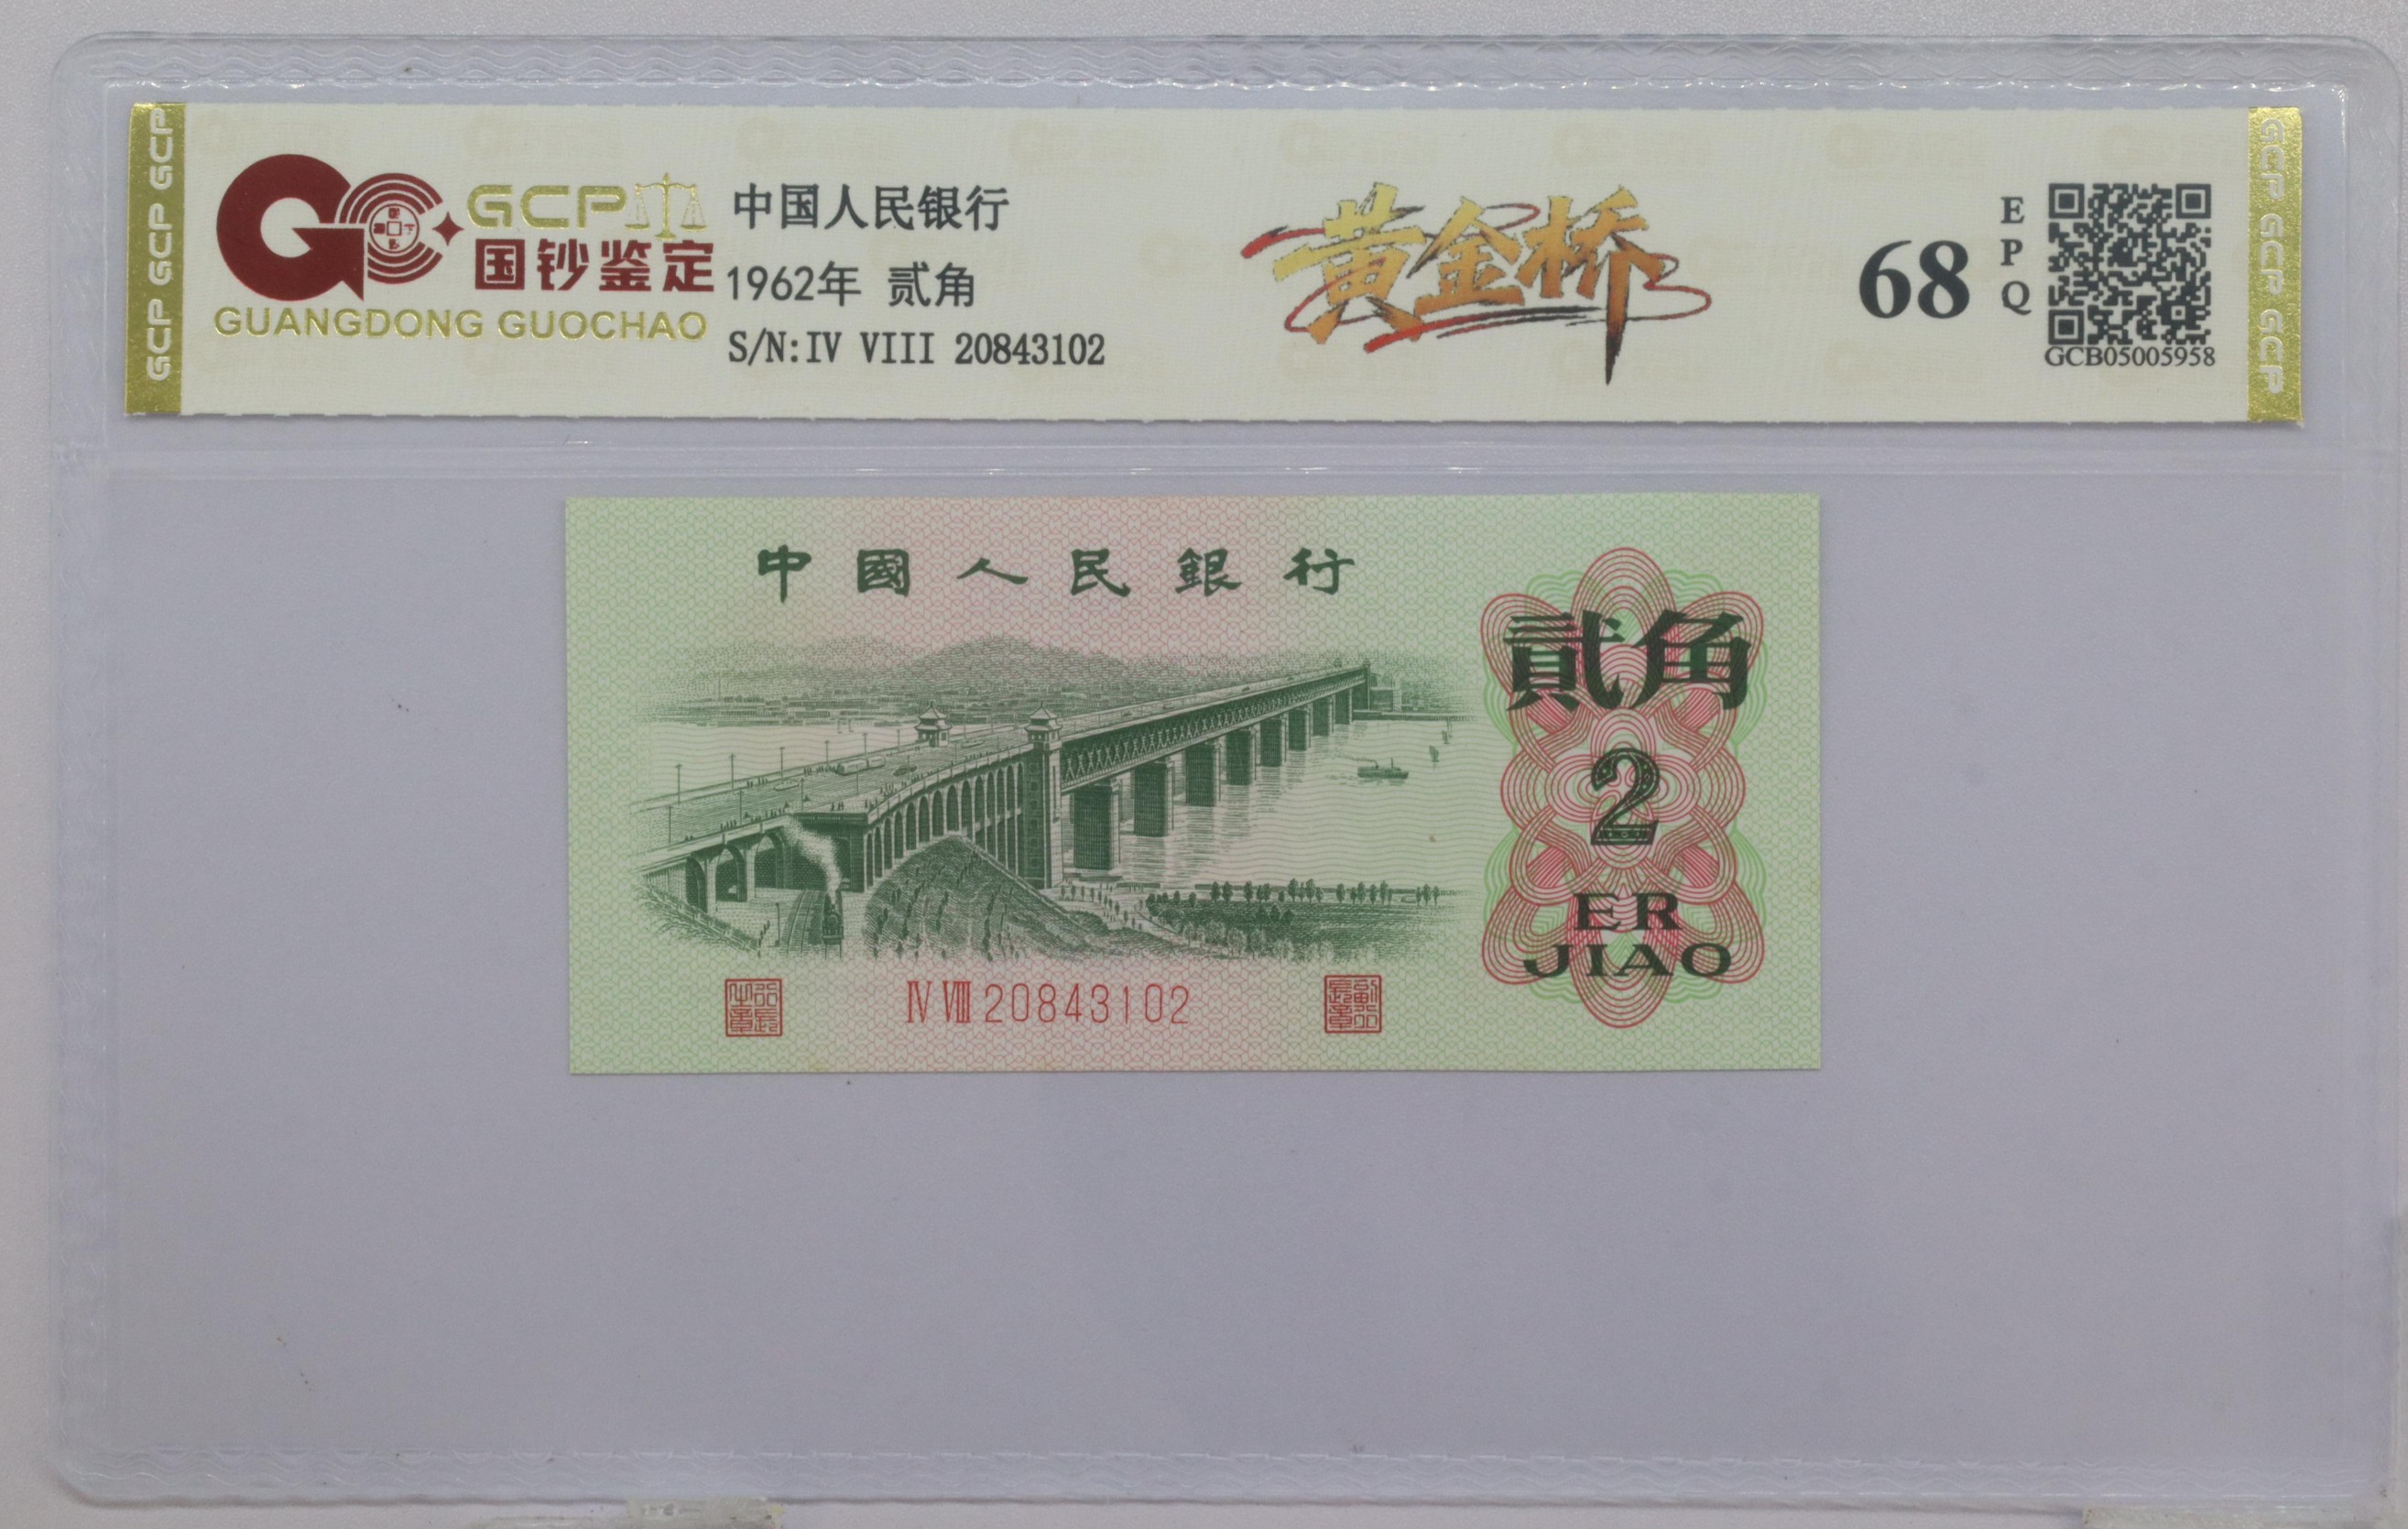 GCP GCP GCP
GCP
国钞鉴定
GUANGDONG GUOCHAO
中国人民银行
1962年 贰角
S/N:IV VIII 20843102
黄金桥
68
EPQ
GCB05005958
GCP GCP GCP
中國人民銀行
貳角
2
ER
JIAO
IV VIII 20843102